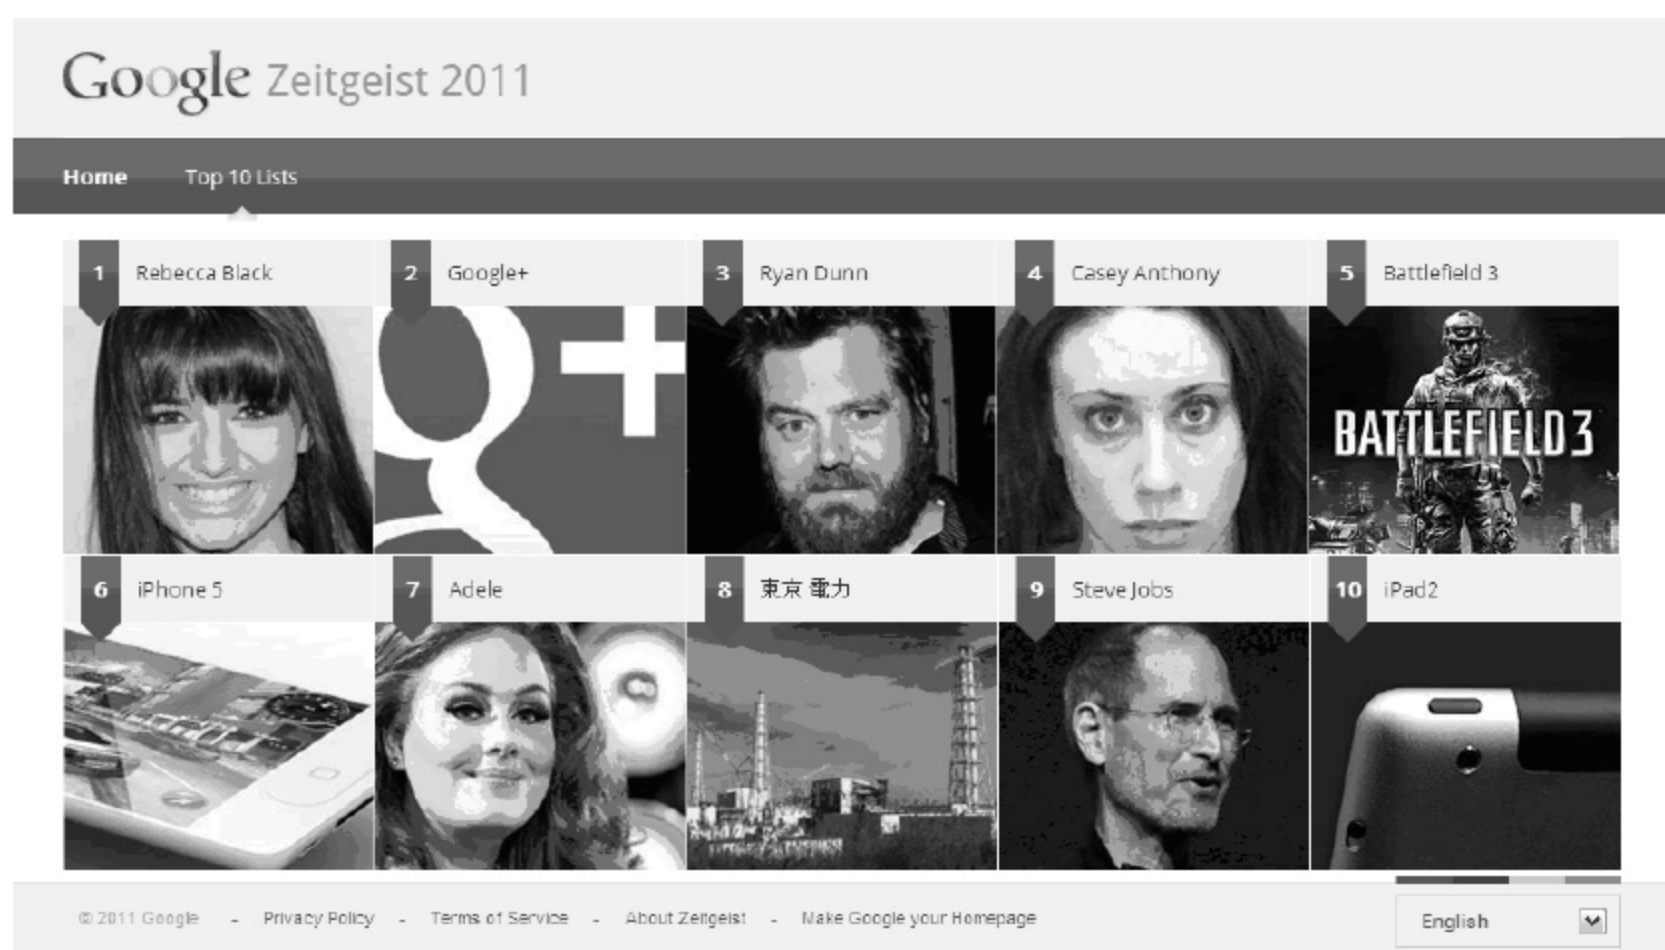 Google Zeitgeist 2011
Home Top 10 Lists
1 Rebecca Black
2 Google+
3 Ryan Dunn
4 Casey Anthony
5 Battlefield 3
g+
BATTLEFIELD 3
6 iPhone 5
7 Adele
8 東京 電力
9 Steve Jobs
10 iPad2
© 2011 Google - Privacy Policy - Terms of Service - About Zeitgeist - Make Google your Homepage
English